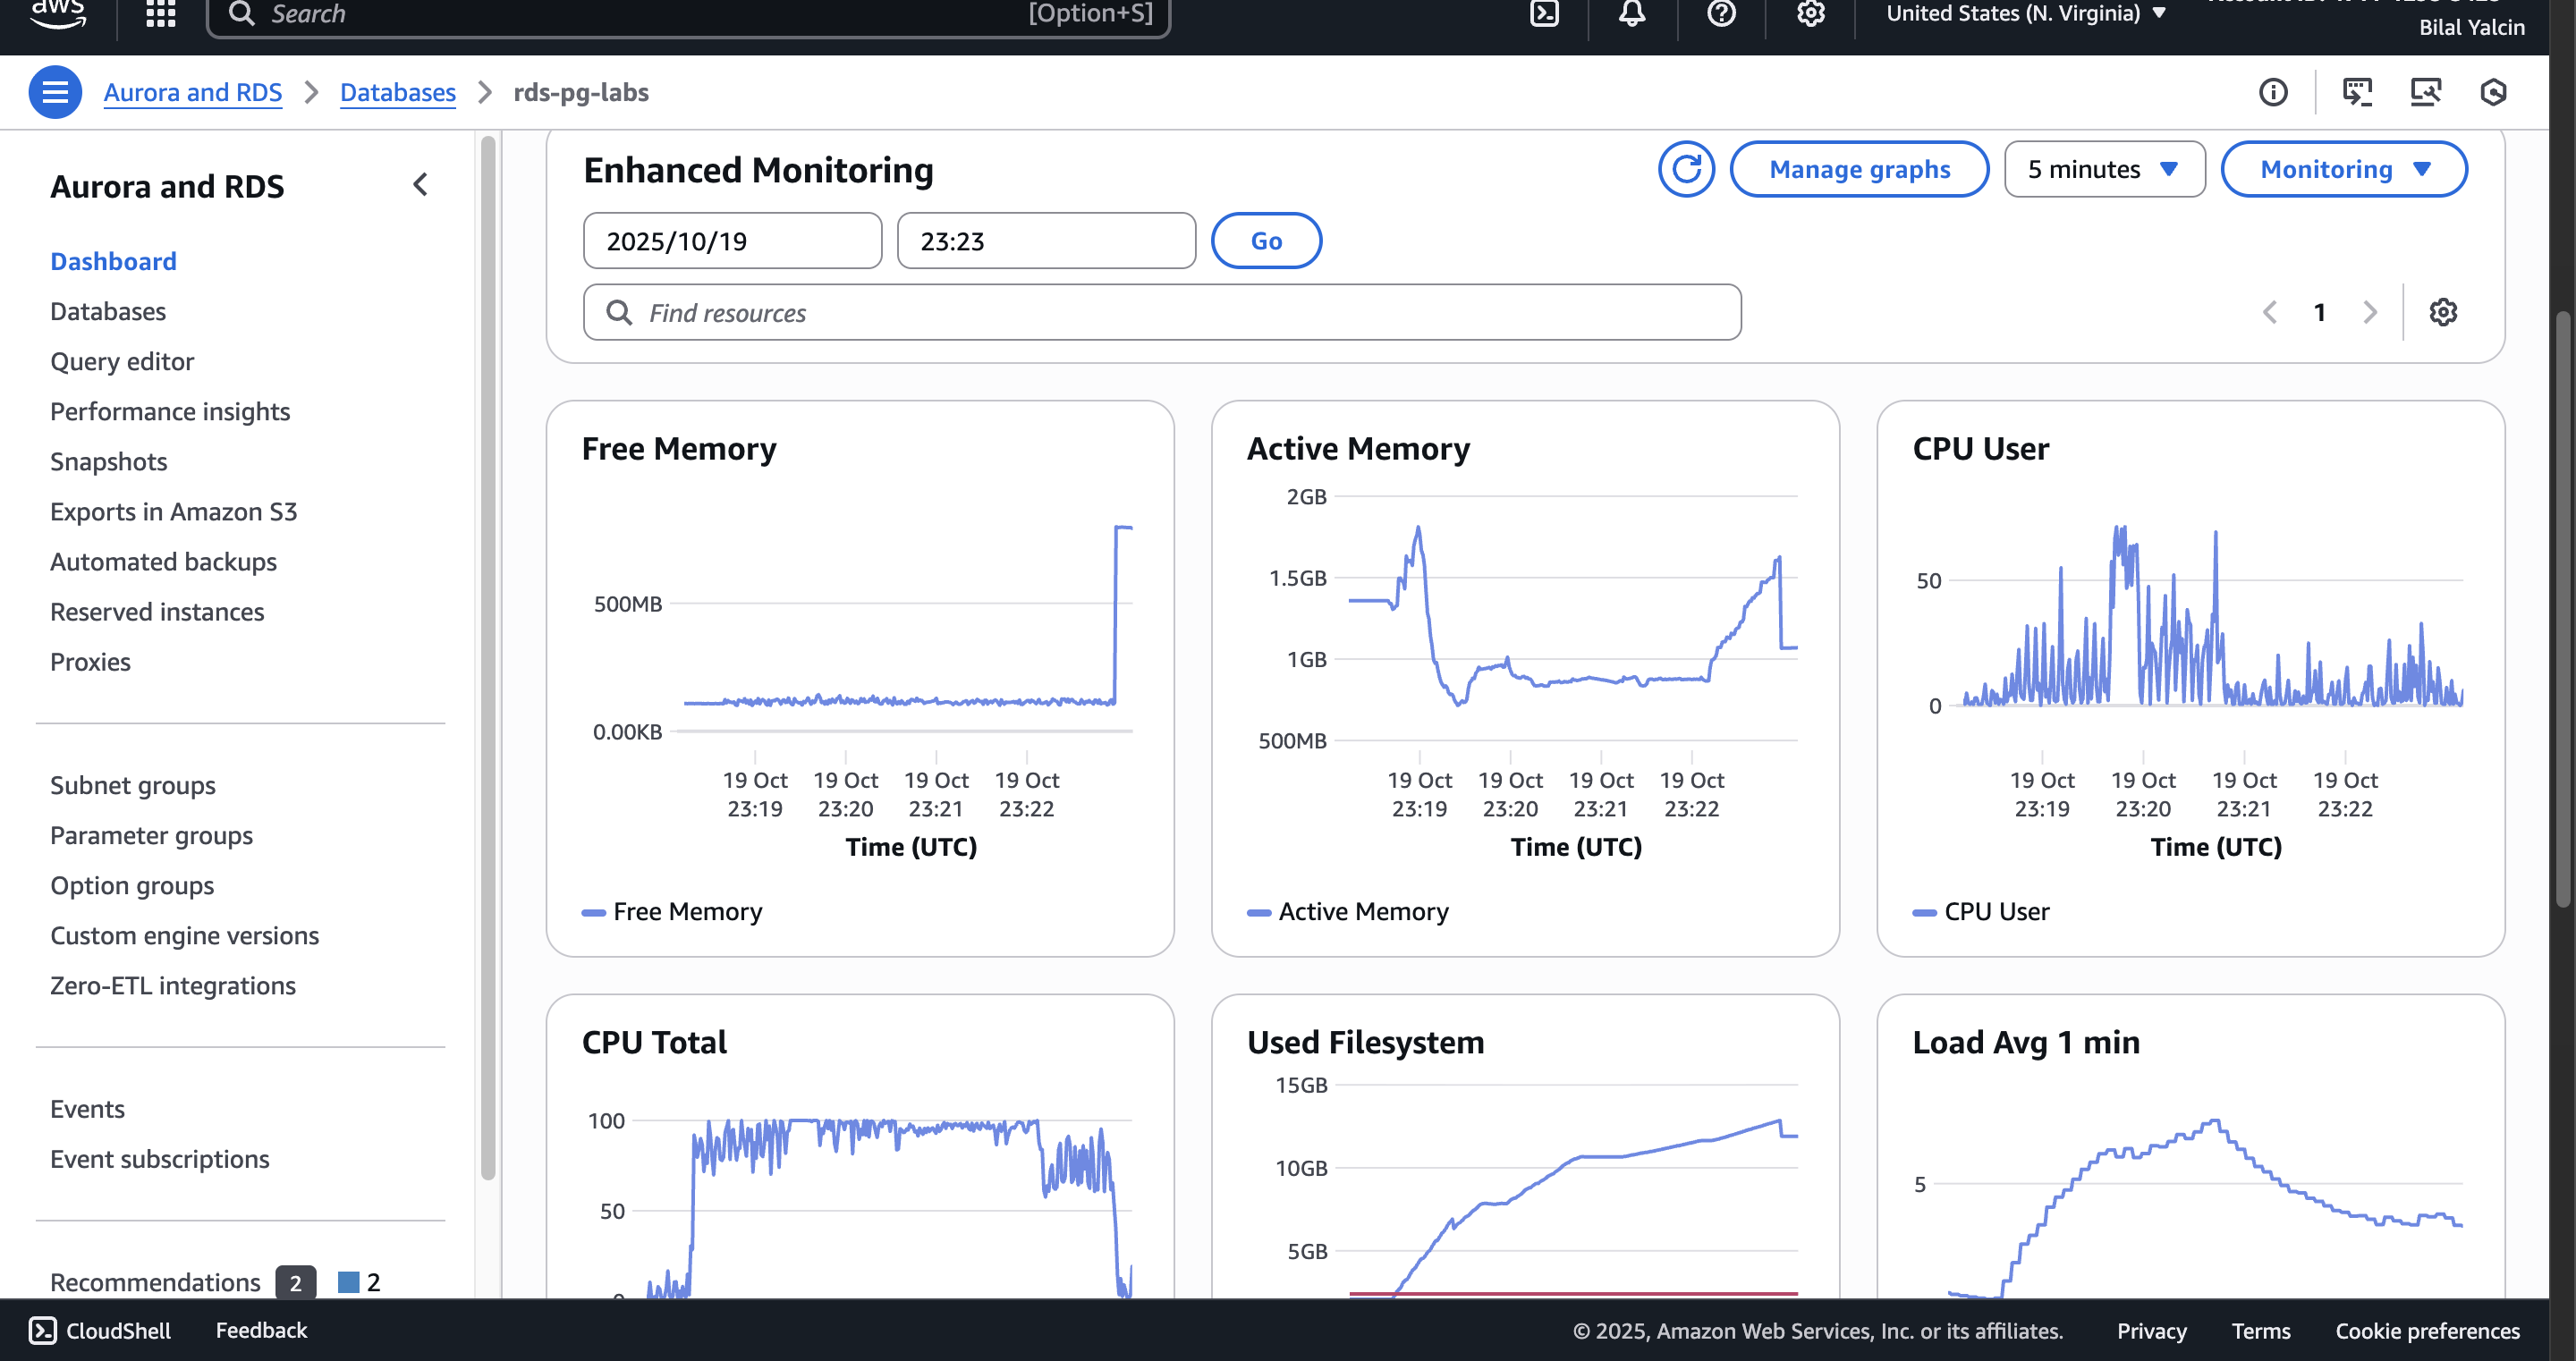 aws
Search [Option+S]
United States (N. Virginia)
Bilal Yalcin
Aurora and RDS
Databases
rds-pg-labs
Aurora and RDS
Dashboard
Databases
Query editor
Performance insights
Snapshots
Exports in Amazon S3
Automated backups
Reserved instances
Proxies
Subnet groups
Parameter groups
Option groups
Custom engine versions
Zero-ETL integrations
Events
Event subscriptions
Recommendations 2 2
Enhanced Monitoring
Manage graphs
5 minutes
Monitoring
2025/10/19
23:23
Go
Find resources
1
Free Memory
500MB
0.00KB
19 Oct 19 Oct 19 Oct 19 Oct
23:19 23:20 23:21 23:22
Time (UTC)
Free Memory
Active Memory
2GB
1.5GB
1GB
500MB
19 Oct 19 Oct 19 Oct 19 Oct
23:19 23:20 23:21 23:22
Time (UTC)
Active Memory
CPU User
50
0
19 Oct 19 Oct 19 Oct 19 Oct
23:19 23:20 23:21 23:22
Time (UTC)
CPU User
CPU Total
100
50
Used Filesystem
15GB
10GB
5GB
Load Avg 1 min
5
CloudShell
Feedback
© 2025, Amazon Web Services, Inc. or its affiliates.
Privacy
Terms
Cookie preferences